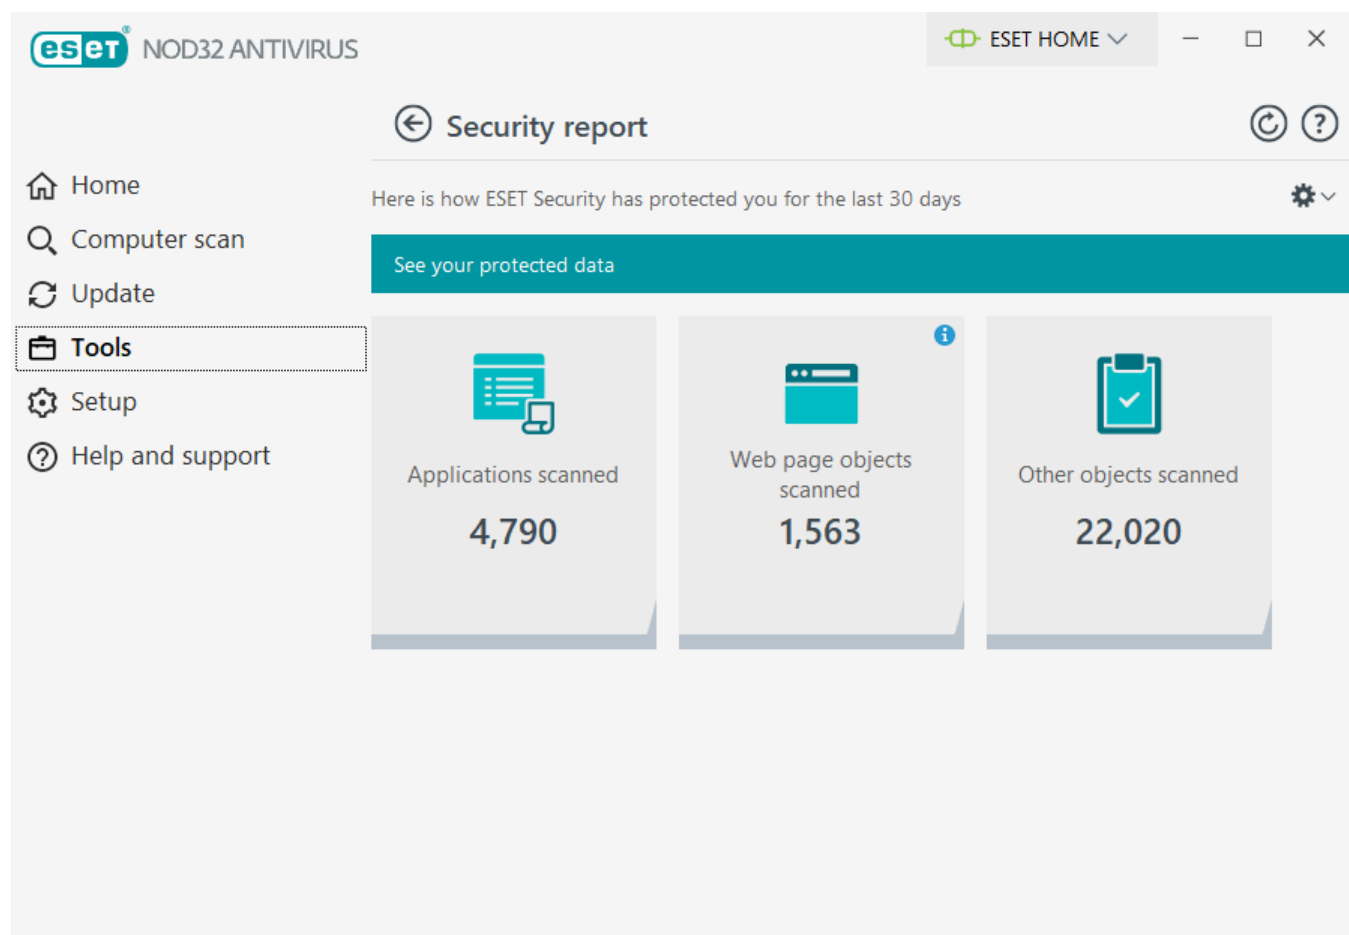 eset® NOD32 ANTIVIRUS
ESET HOME
Security report
Home
Computer scan
Update
Tools
Setup
Help and support
Here is how ESET Security has protected you for the last 30 days
See your protected data
Applications scanned
4,790
Web page objects
scanned
1,563
Other objects scanned
22,020